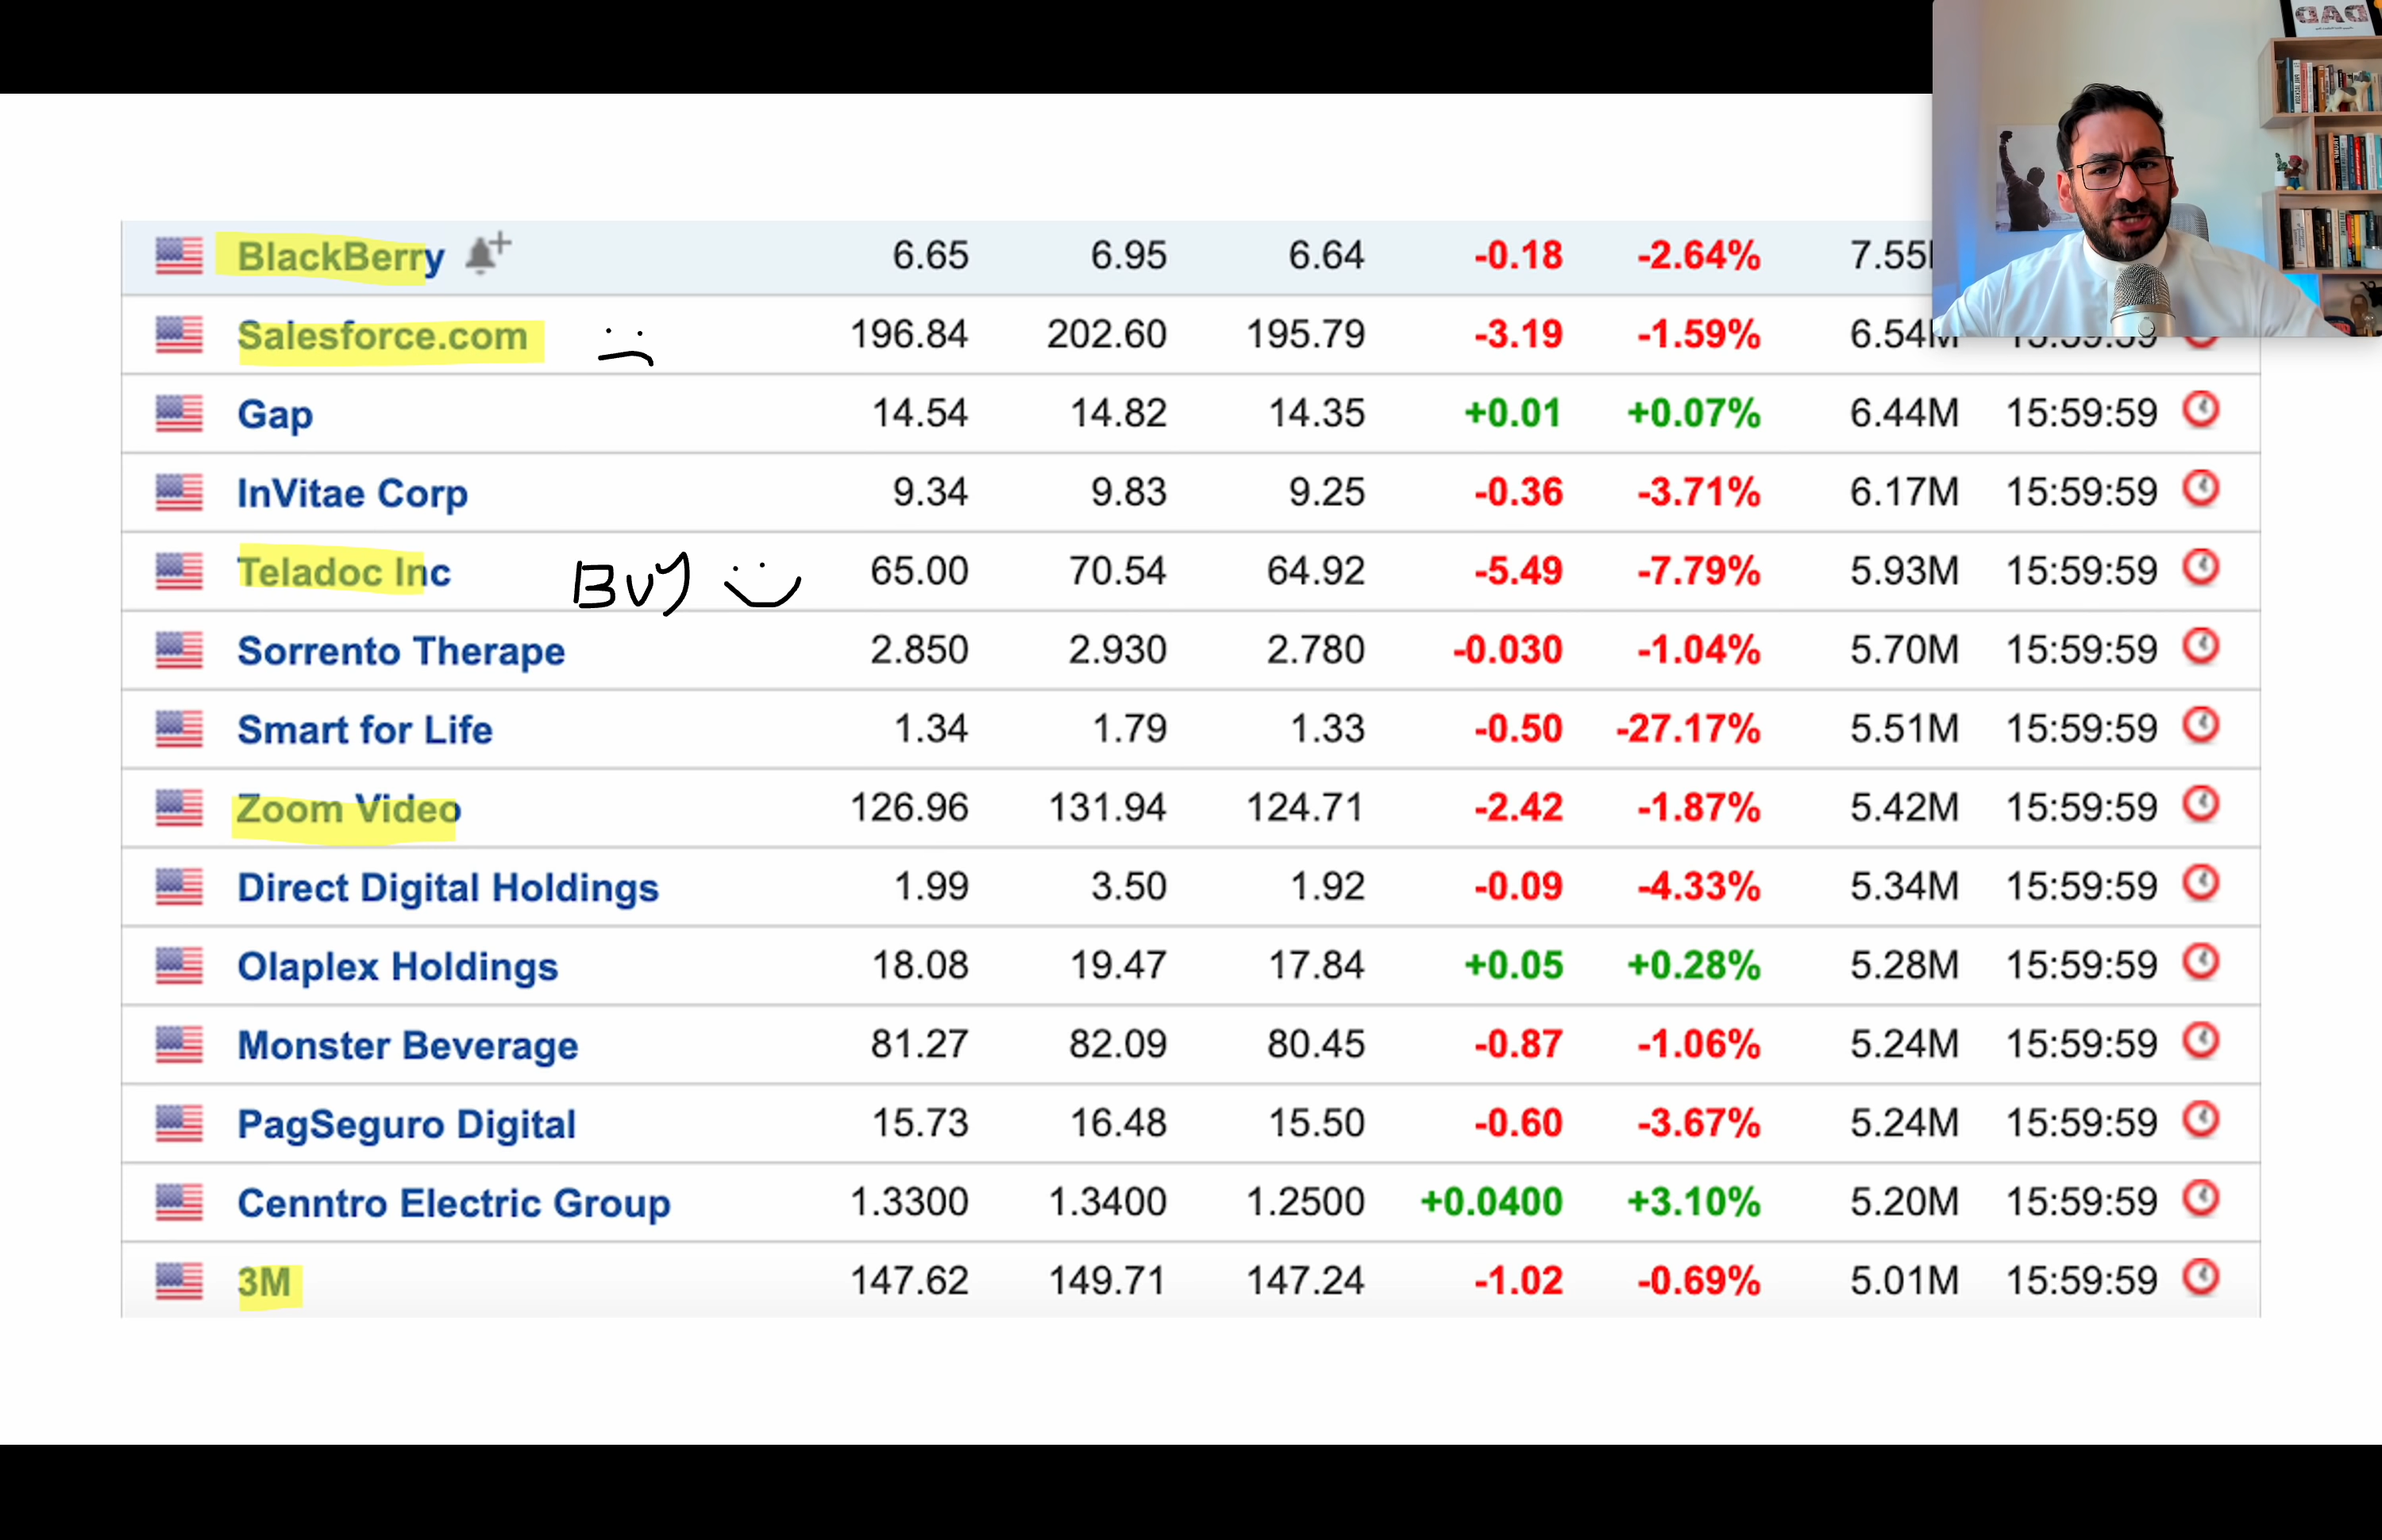 DAD
BlackBerry 6.65 6.95 6.64 -0.18 -2.64% 7.55
Salesforce.com 196.84 202.60 195.79 -3.19 -1.59% 6.54M 15:59:59
Gap 14.54 14.82 14.35 +0.01 +0.07% 6.44M 15:59:59
InVitae Corp 9.34 9.83 9.25 -0.36 -3.71% 6.17M 15:59:59
Teladoc Inc BUY 65.00 70.54 64.92 -5.49 -7.79% 5.93M 15:59:59
Sorrento Therape 2.850 2.930 2.780 -0.030 -1.04% 5.70M 15:59:59
Smart for Life 1.34 1.79 1.33 -0.50 -27.17% 5.51M 15:59:59
Zoom Video 126.96 131.94 124.71 -2.42 -1.87% 5.42M 15:59:59
Direct Digital Holdings 1.99 3.50 1.92 -0.09 -4.33% 5.34M 15:59:59
Olaplex Holdings 18.08 19.47 17.84 +0.05 +0.28% 5.28M 15:59:59
Monster Beverage 81.27 82.09 80.45 -0.87 -1.06% 5.24M 15:59:59
PagSeguro Digital 15.73 16.48 15.50 -0.60 -3.67% 5.24M 15:59:59
Cenntro Electric Group 1.3300 1.3400 1.2500 +0.0400 +3.10% 5.20M 15:59:59
3M 147.62 149.71 147.24 -1.02 -0.69% 5.01M 15:59:59